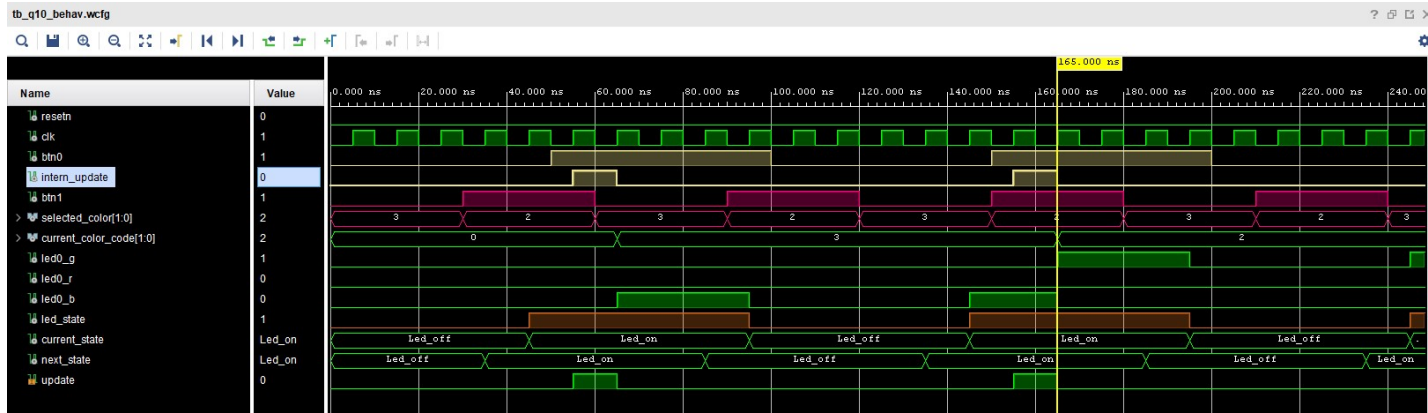 tb_q10_behav.wcfg
165.000 ns
Name Value
0.000 ns 20.000 ns 40.000 ns 60.000 ns 80.000 ns 100.000 ns 120.000 ns 140.000 ns 160.000 ns 180.000 ns 200.000 ns 220.000 ns 240.00
resetn 0
clk 1
btn0 1
intern_update 0
btn1 1
selected_color[1:0] 2 3 2 3 2 3 2 3 2 3
current_color_code[1:0] 2 0 3 2
led0_g 1
led0_r 0
led0_b 0
led_state 1
current_state Led_on Led_off Led_on Led_off Led_on Led_off .
next_state Led_on Led_off Led_on Led_off Led_on Led_off Led_on
update 0